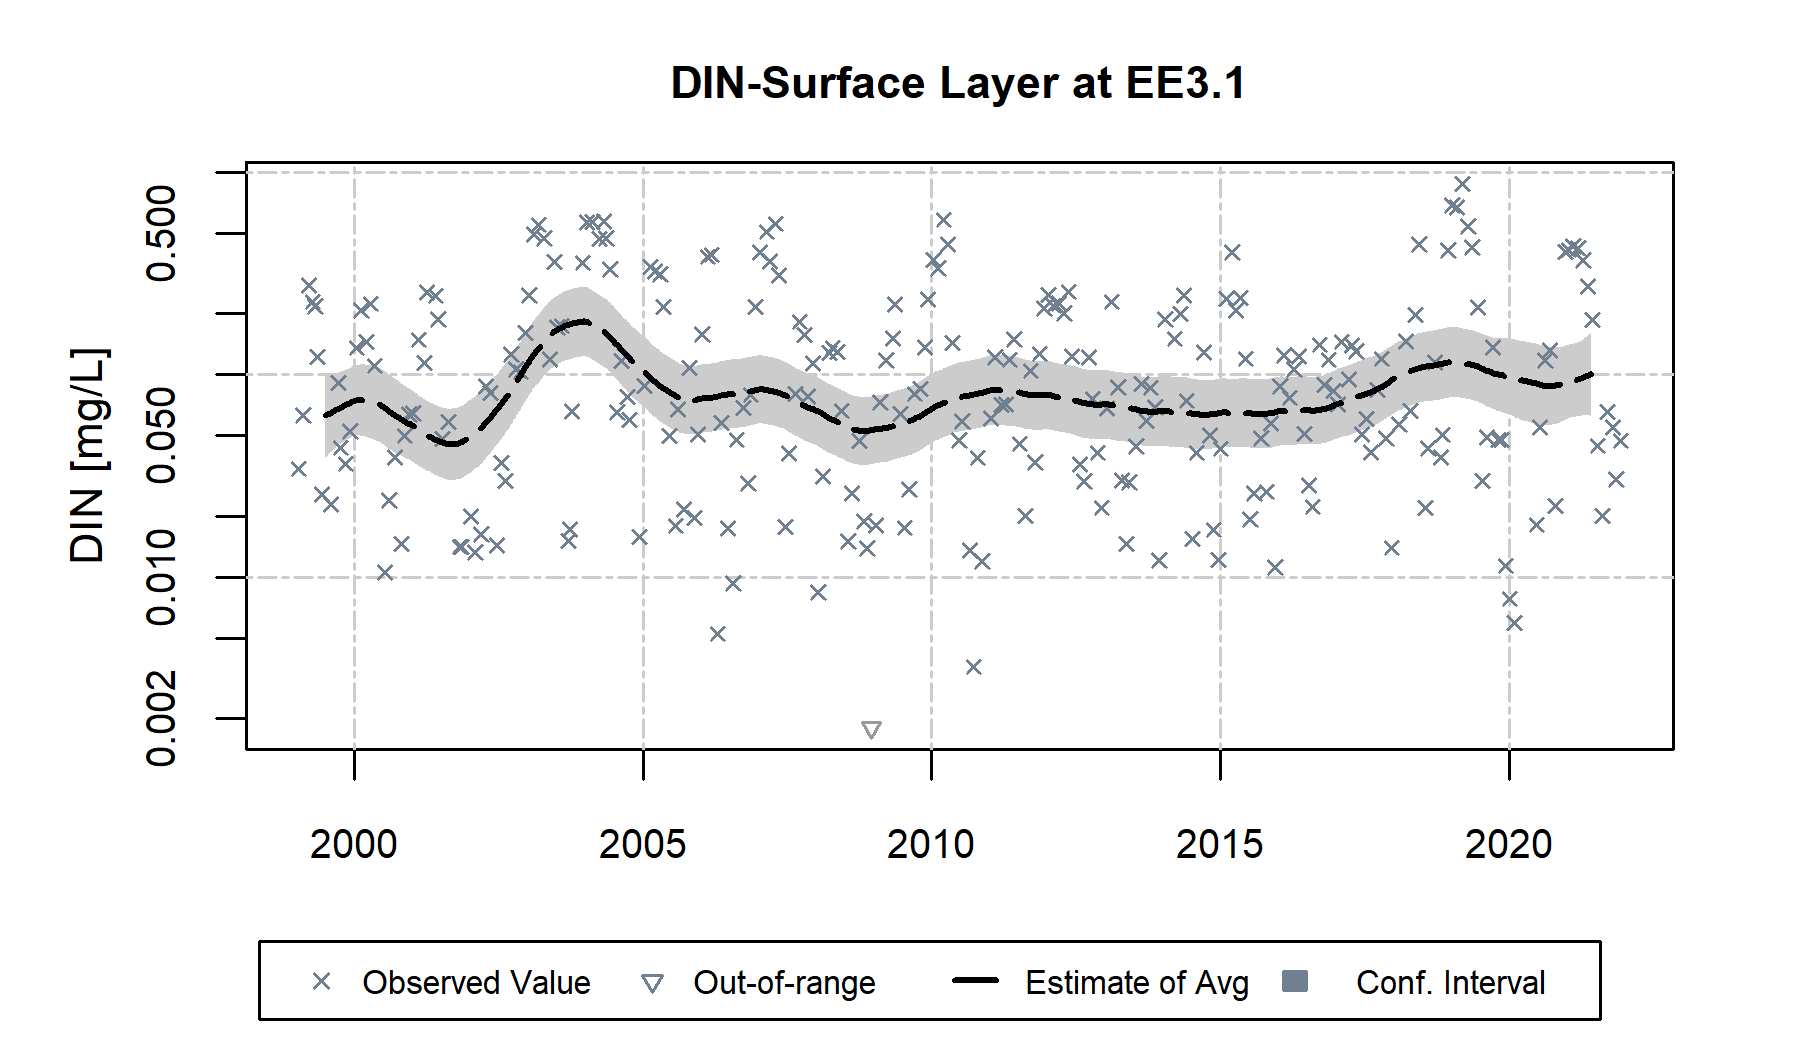 DIN-Surface Layer at EE3.1
DIN [mg/L]
0.500
0.050
0.010
0.002
2000 2005 2010 2015 2020
Observed Value Out-of-range Estimate of Avg Conf. Interval